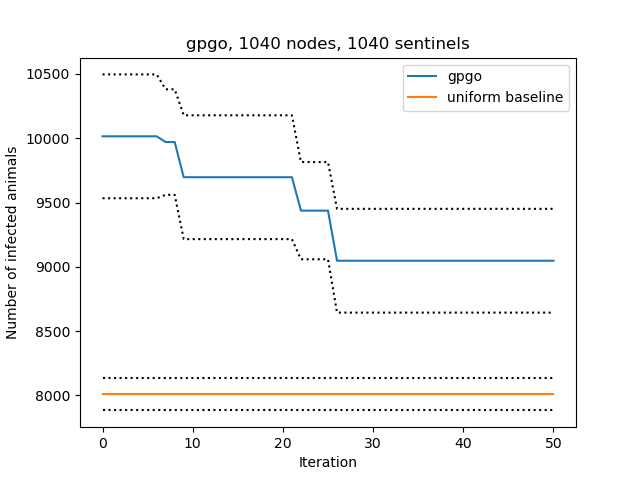 gpgo, 1040 nodes, 1040 sentinels
gpgo
uniform baseline
Number of infected animals
10500
10000
9500
9000
8500
8000
0
10
20
30
40
50
Iteration